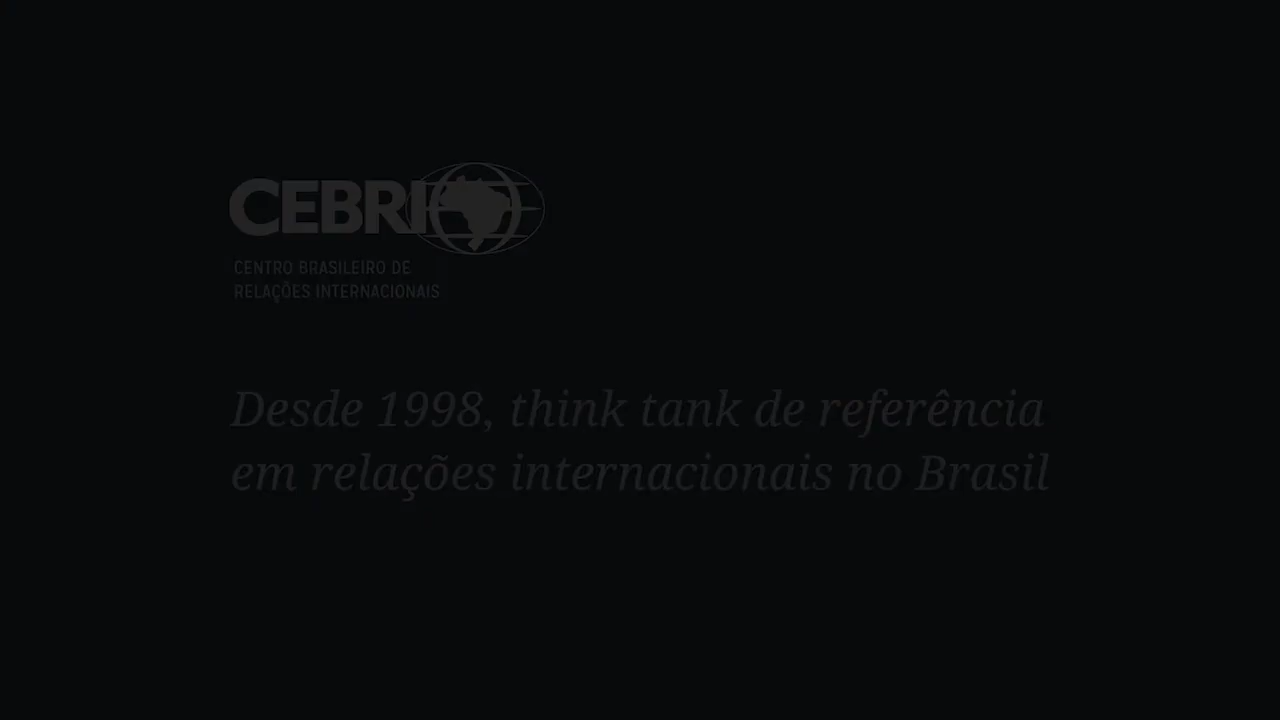 CEBRI
CENTRO BRASILEIRO DE
RELAÇÕES INTERNACIONAIS
Desde 1998, think tank de referência
em relações internacionais no Brasil